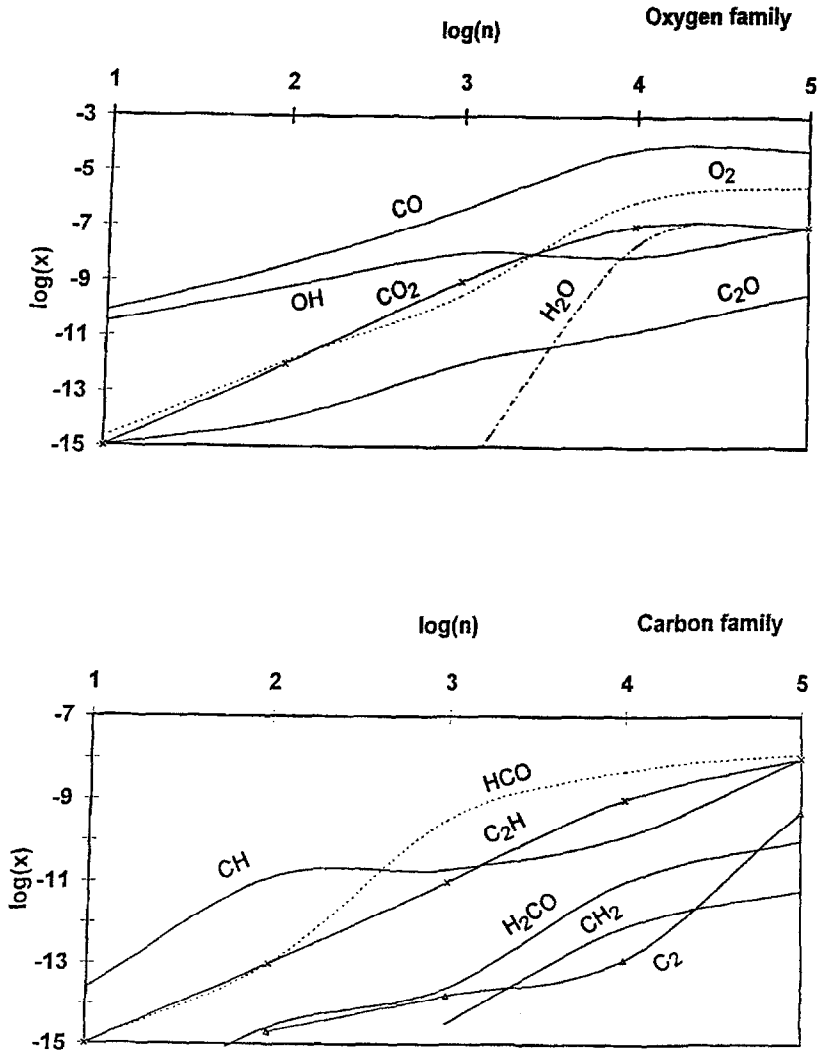 Oxygen family
log(n)
1 2 3 4 5
-3
-5
-7
-9
-11
-13
-15
log(x)
CO
O₂
OH
CO₂
H₂O
C₂O
log(n)
Carbon family
1 2 3 4 5
-7
-9
-11
-13
-15
log(x)
HCO
C₂H
CH
H₂CO
CH₂
C₂